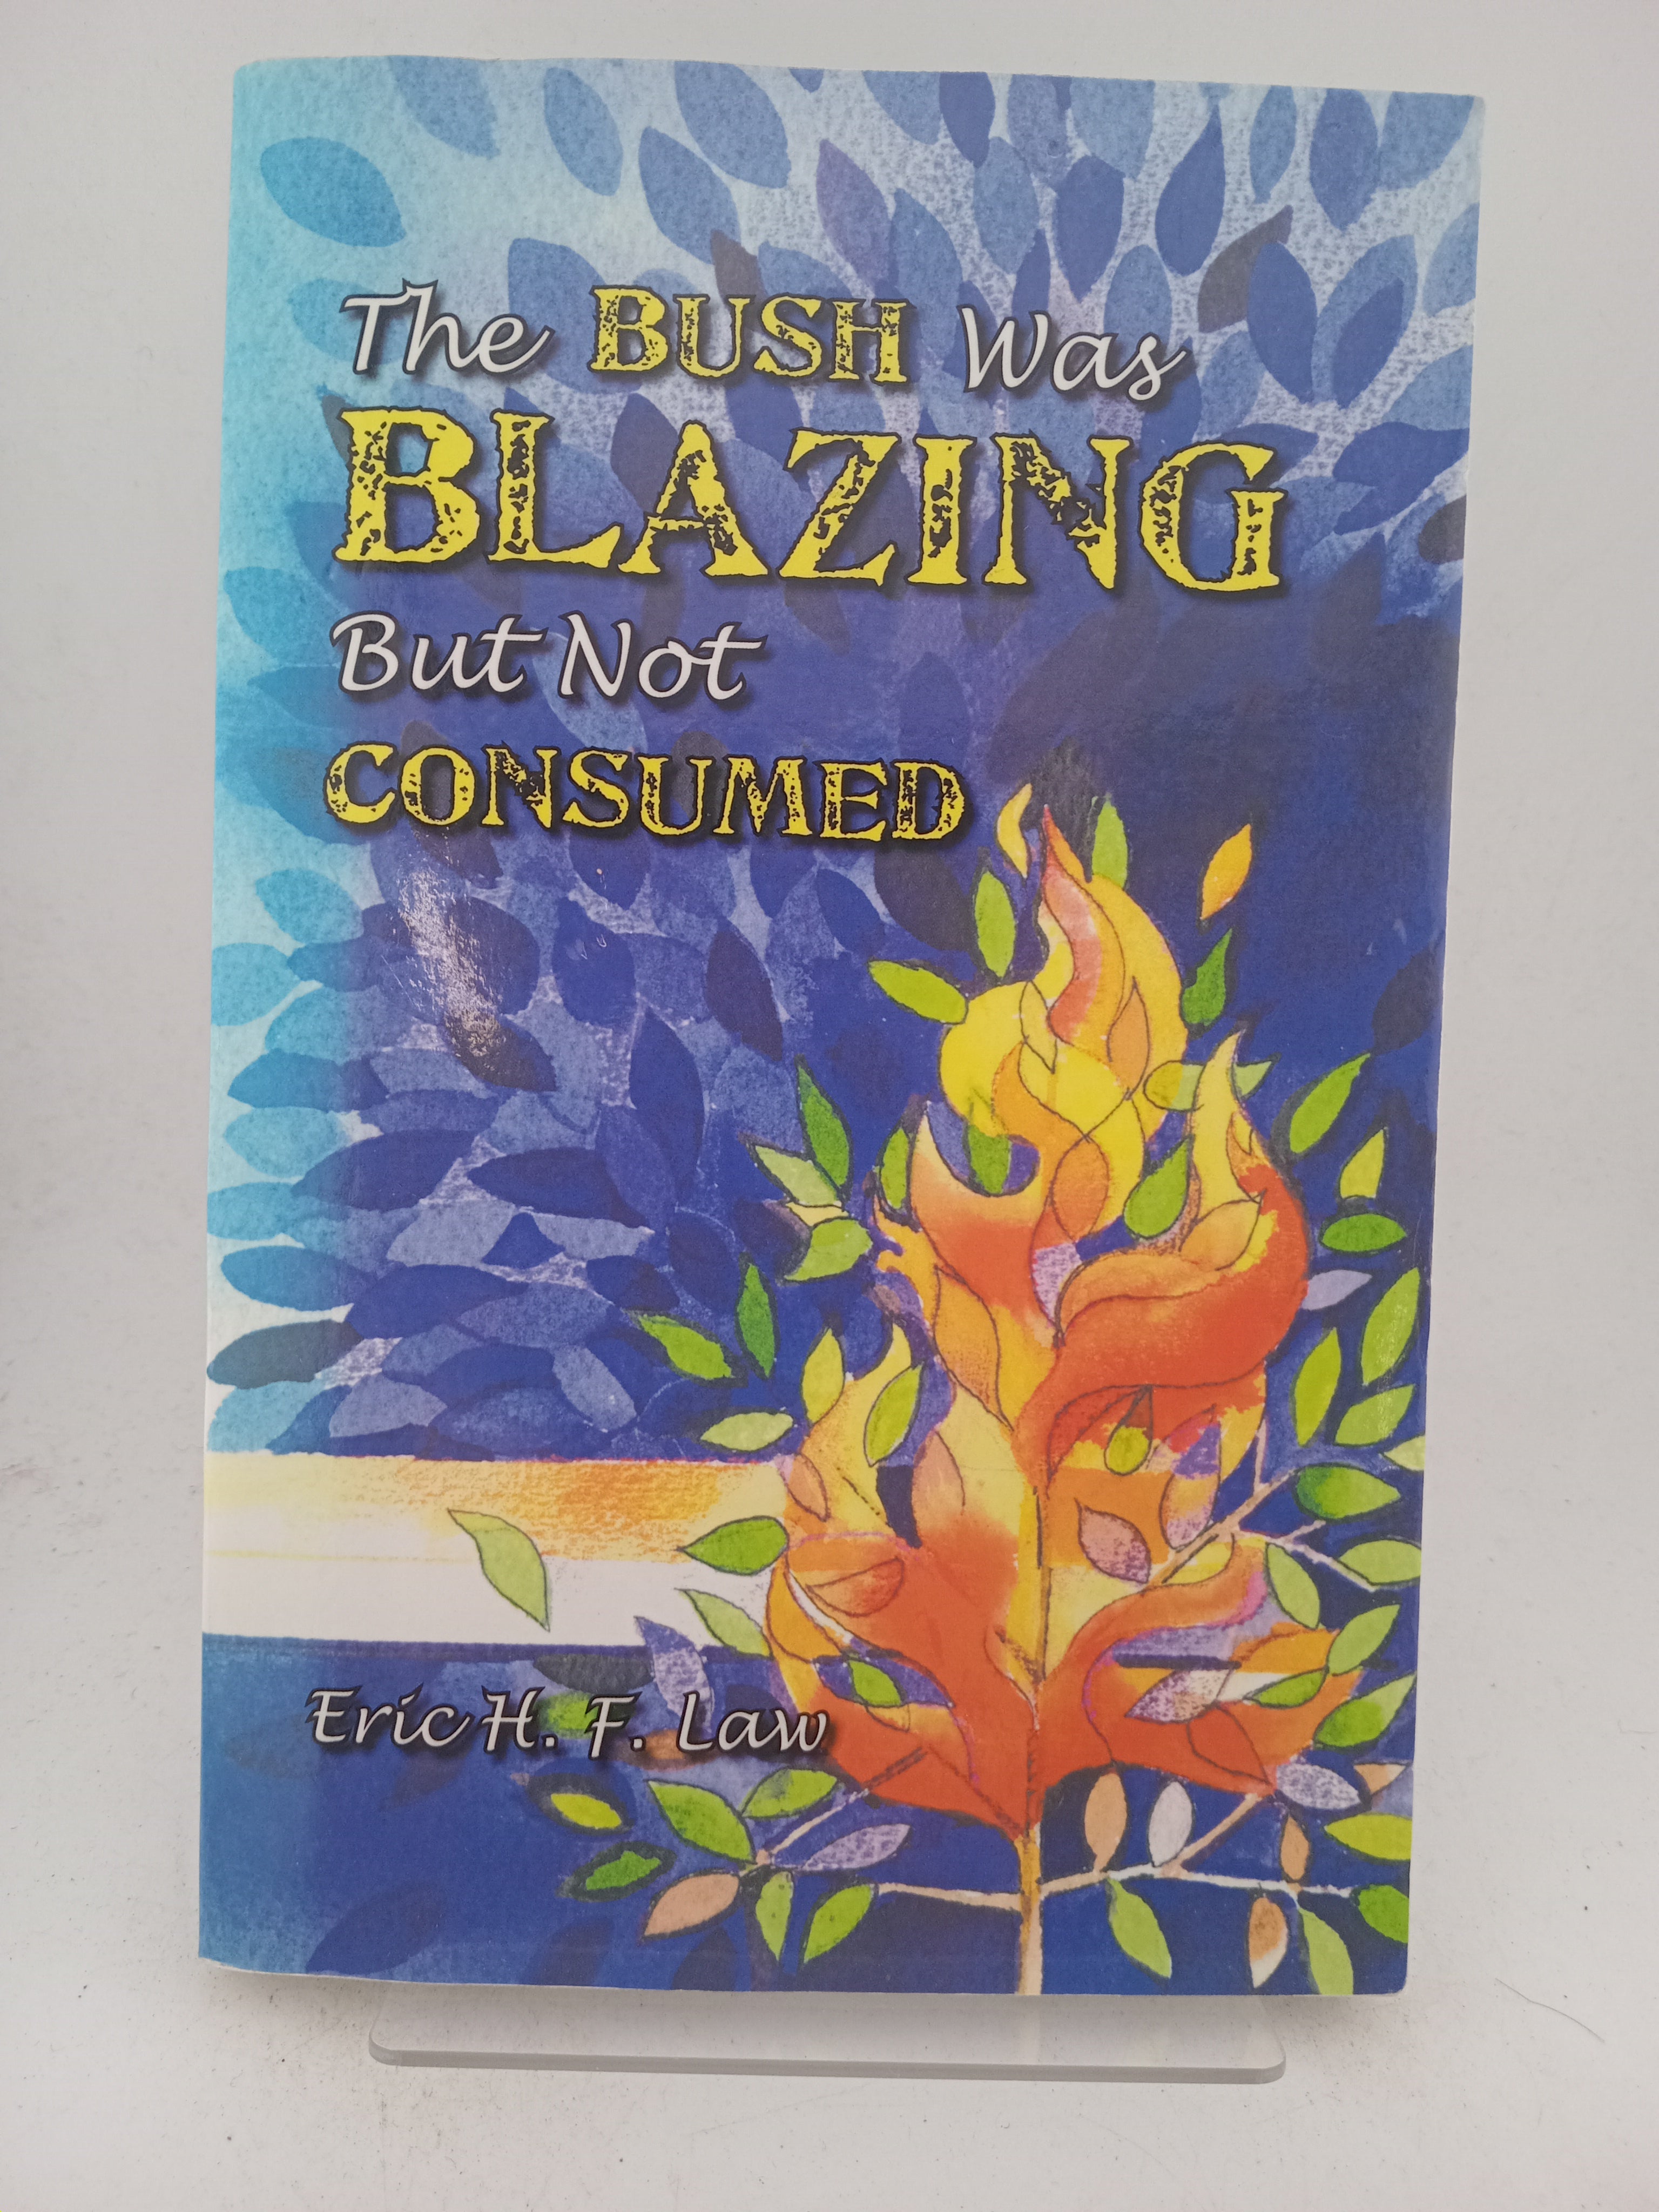 The BUSH Was
BLAZING
But Not
CONSUMED
Eric H. F. Law